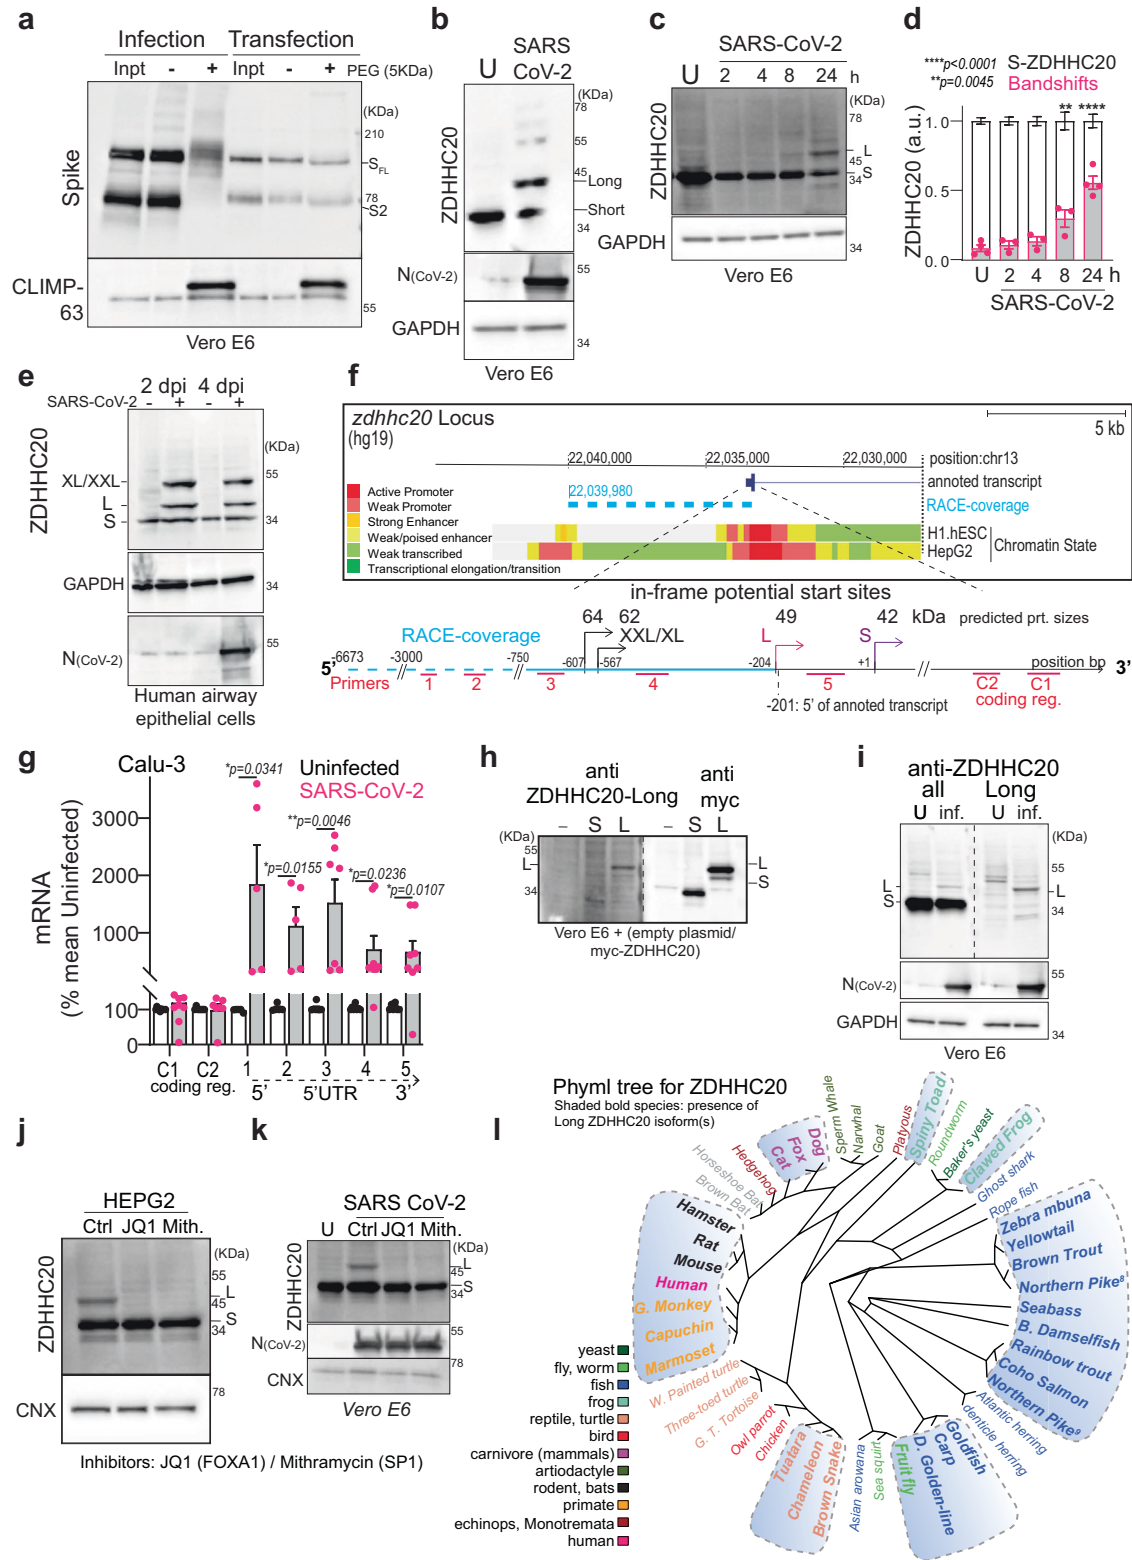 a
Infection Transfection
Inpt - + Inpt - + PEG (5KDa)
(KDa)
210
S FL
78
S2
Spike
CLIMP-
63
55
Vero E6
b
SARS
CoV-2
U
(KDa)
78
55
45
Long
Short
34
ZDHHC20
N(CoV-2)
55
GAPDH
34
Vero E6
c
SARS-CoV-2
U 2 4 8 24 h
(KDa)
78
L
45
S
34
ZDHHC20
GAPDH
34
Vero E6
d
****p<0.0001
**p=0.0045
S-ZDHHC20
Bandshifts
** ****
1.0
0.5
0.0
ZDHHC20 (a.u.)
U 2 4 8 24 h
SARS-CoV-2
e
2 dpi 4 dpi
SARS-CoV-2 - + - +
(KDa)
ZDHHC20
XL/XXL
55
L
S
34
GAPDH
34
N(CoV-2)
55
Human airway
epithelial cells
f
zdhhc20 Locus
(hg19)
5 kb
22,040,000 22,035,000 22,030,000 position:chr13
annoted transcript
22,039,980
RACE-coverage
Active Promoter
Weak Promoter
Strong Enhancer
Weak/poised enhancer
Weak transcribed
Transcriptional elongation/transition
H1.hESC
HepG2
Chromatin State
in-frame potential start sites
64 62 49 42 kDa predicted prt. sizes
RACE-coverage
XXL/XL L S
5' -6673 -3000 -750 -607 -567 -204 +1 position bp 3'
Primers 1 2 3 4 5 C2 C1
coding reg.
-201: 5' of annoted transcript
g
Calu-3
Uninfected
SARS-CoV-2
*p=0.0341
**p=0.0046
*p=0.0155
*p=0.0236
*p=0.0107
mRNA
(% mean Uninfected)
3000
2000
1000
100
0
C1 C2 1 2 3 4 5
coding reg. 5' 5'UTR 3'
h
anti
ZDHHC20-Long
anti
myc
(KDa)
– S L – S L
55
L
34
L
S
Vero E6 + (empty plasmid/
myc-ZDHHC20)
i
anti-ZDHHC20
all Long
U inf. U inf.
(KDa)
55
L
S
L
34
N(CoV-2)
55
GAPDH
34
Vero E6
j
HEPG2
Ctrl JQ1 Mith.
(KDa)
55
L
45
S
34
ZDHHC20
78
CNX
k
SARS CoV-2
U Ctrl JQ1 Mith.
(KDa)
L
45
S
34
ZDHHC20
N(CoV-2)
55
78
CNX
Vero E6
Inhibitors: JQ1 (FOXA1) / Mithramycin (SP1)
l
Phyml tree for ZDHHC20
Shaded bold species: presence of
Long ZDHHC20 isoform(s)
Horseshoe Bat
Brown Bat
Hedgehog
Cat
Fox
Dog
Sperm Whale
Narwhal
Goat
Platyous
Spiny Toad
Roundworm
Baker's yeast
Clawed Frog
Ghost shark
Rope fish
Zebra mbuna
Yellowtail
Brown Trout
Northern Pike⁸
Seabass
B. Damselfish
Rainbow trout
Coho Salmon
Northern Pike⁹
Atlantic herring
denticle herring
Goldfish
Carp
D. Golden-line
Fruit fly
Sea squirt
Asian arowana
Brown Snake
Chameleon
Tuatara
Chicken
Owl parrot
G. T. Tortoise
Three-toed turtle
W. Painted turtle
Marmoset
Capuchin
G. Monkey
Human
Mouse
Rat
Hamster
yeast
fly, worm
fish
frog
reptile, turtle
bird
carnivore (mammals)
artiodactyle
rodent, bats
primate
echinops, Monotremata
human